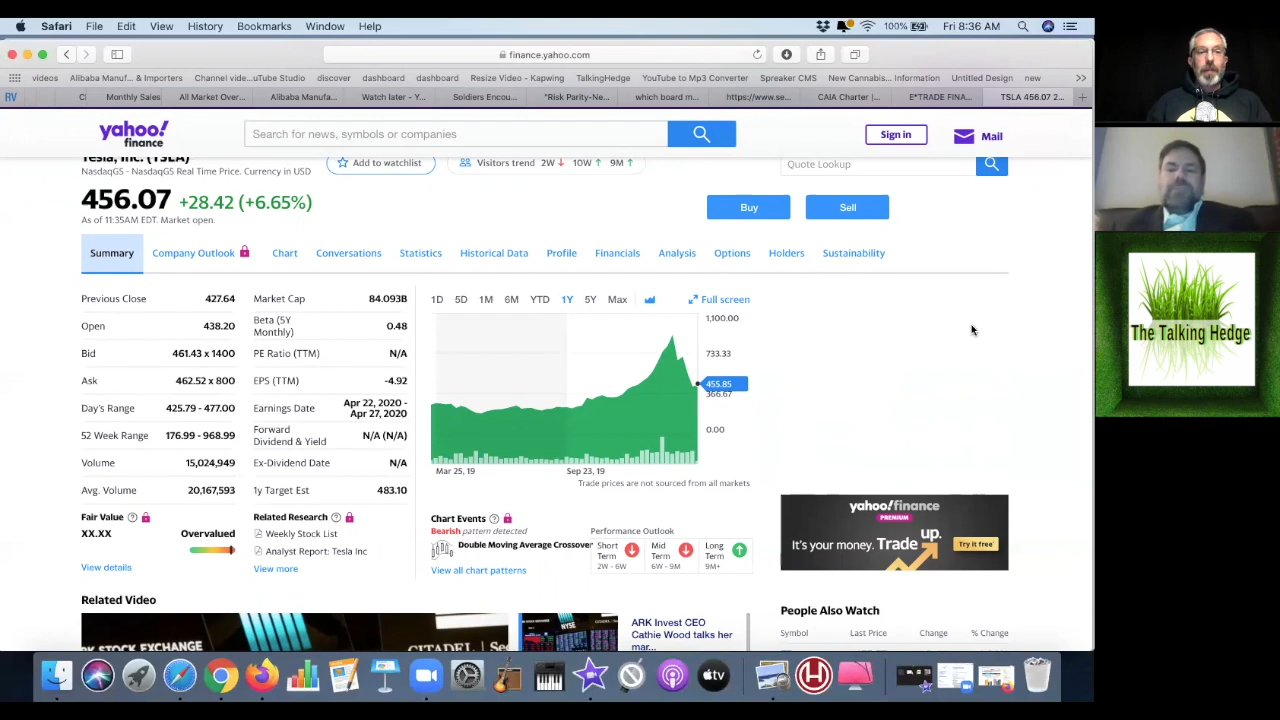 Safari File Edit View History Bookmarks Window Help 100% Fri 8:36 AM
finance.yahoo.com
videos Alibaba Manuf... & Importers Channel vide...uTube Studio discover dashboard dashboard Resize Video - Kapwing TalkingHedge YouTube to Mp3 Converter Spreaker CMS New Cannabis... Information Untitled Design new >>
RV Monthly Sales All Market Over... Alibaba Manufa... Watch later - Y... Soldiers Encou... "Risk Parity-Ne... which board m... https://www.se... CAIA Charter |... E*TRADE FINA... TSLA 456.07 2...
yahoo!
finance
Search for news, symbols or companies
Sign in
Mail
Tesla, Inc. (TSLA)
NasdaqGS - NasdaqGS Real Time Price. Currency in USD
Add to watchlist
Visitors trend 2W 10W 9M
Quote Lookup
456.07 +28.42 (+6.65%)
As of 11:35AM EDT. Market open.
Buy
Sell
Summary Company Outlook Chart Conversations Statistics Historical Data Profile Financials Analysis Options Holders Sustainability
Previous Close 427.64
Open 438.20
Bid 461.43 x 1400
Ask 462.52 x 800
Day's Range 425.79 - 477.00
52 Week Range 176.99 - 968.99
Volume 15,024,949
Avg. Volume 20,167,593
Market Cap 84.093B
Beta (5Y
Monthly) 0.48
PE Ratio (TTM) N/A
EPS (TTM) -4.92
Earnings Date Apr 22, 2020 -
Apr 27, 2020
Forward
Dividend & Yield N/A (N/A)
Ex-Dividend Date N/A
1y Target Est 483.10
1D 5D 1M 6M YTD 1Y 5Y Max Full screen
1,100.00
733.33
455.85
366.67
0.00
Mar 25, 19 Sep 23, 19
Trade prices are not sourced from all markets
Fair Value
XX.XX Overvalued
View details
Related Research
Weekly Stock List
Analyst Report: Tesla Inc
View more
Chart Events
Bearish pattern detected
Double Moving Average Crossover
View all chart patterns
Performance Outlook
Short
Term
2W - 6W
Mid
Term
6W - 9M
Long
Term
9M+
yahoo!finance
PREMIUM
It's your money. Trade up.
Try it free*
Related Video
CK EXCHANGE
CITADEL
NYSE
ARK Invest CEO
Cathie Wood talks her
mar...
People Also Watch
Symbol Last Price Change % Change
tv
The Talking Hedge